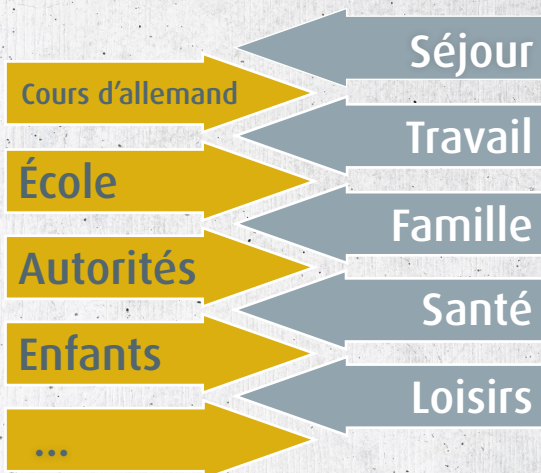 Séjour
Cours d'allemand
Travail
École
Famille
Autorités
Santé
Enfants
Loisirs
...